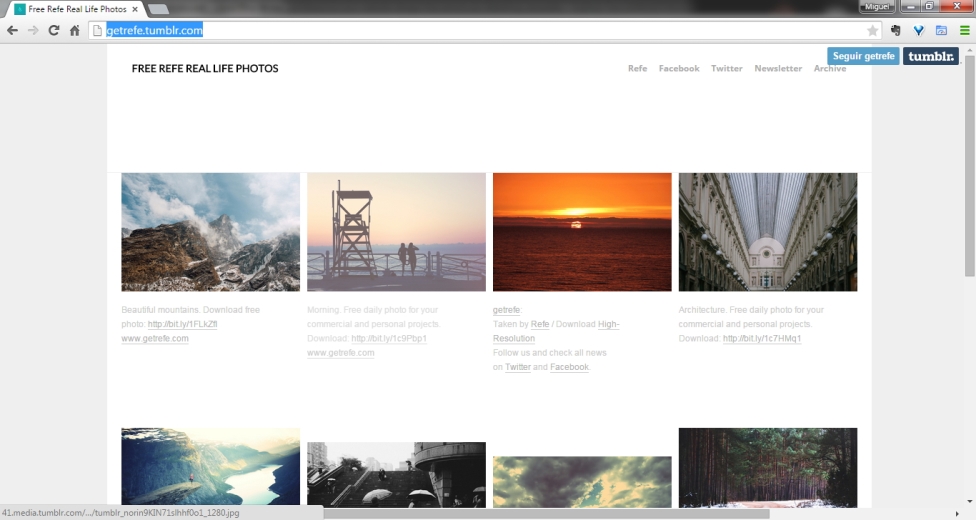 Free Refe Real Life Photos
Miguel
getrefe.tumblr.com
Seguir getrefe
tumblr.
FREE REFE REAL LIFE PHOTOS
Refe Facebook Twitter Newsletter Archive
Beautiful mountains. Download free
photo: http://bit.ly/1FLkZfI
www.getrefe.com
Morning. Free daily photo for your
commercial and personal projects.
Download: http://bit.ly/1c9Pbp1
www.getrefe.com
getrefe:
Taken by Refe / Download High-
Resolution
Follow us and check all news
on Twitter and Facebook.
Architecture. Free daily photo for your
commercial and personal projects.
Download: http://bit.ly/1c7HMq1
41.media.tumblr.com/.../tumblr_norin9KIN71slhhf0o1_1280.jpg